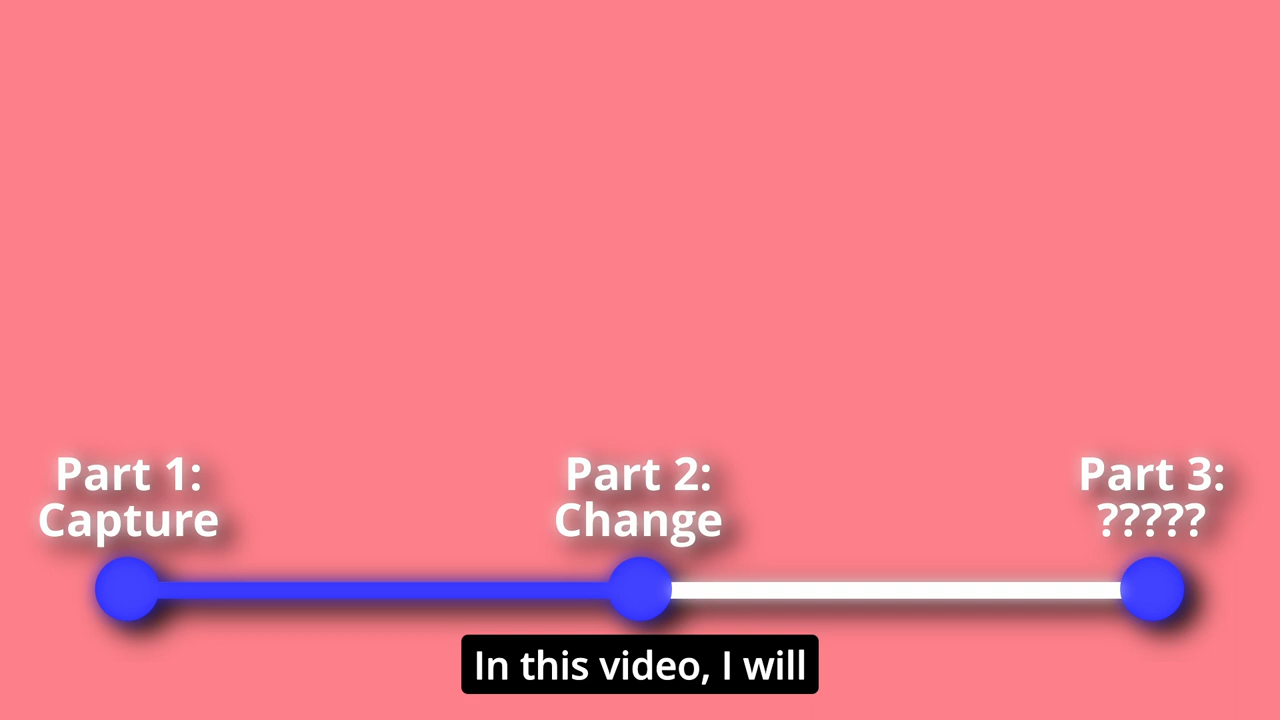 Part 1:
Capture
Part 2:
Change
Part 3:
?????
In this video, I will